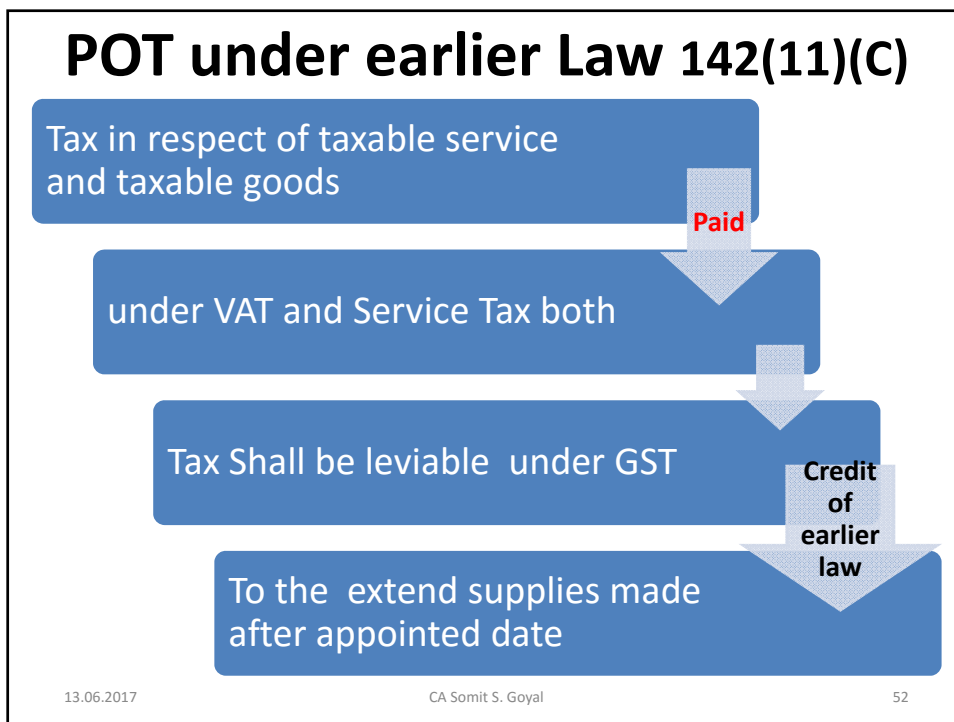 POT under earlier Law 142(11)(C)
Tax in respect of taxable service
and taxable goods
Paid
under VAT and Service Tax both
Tax Shall be leviable under GST
Credit
of
earlier
law
To the extend supplies made
after appointed date
13.06.2017
CA Somit S. Goyal
52